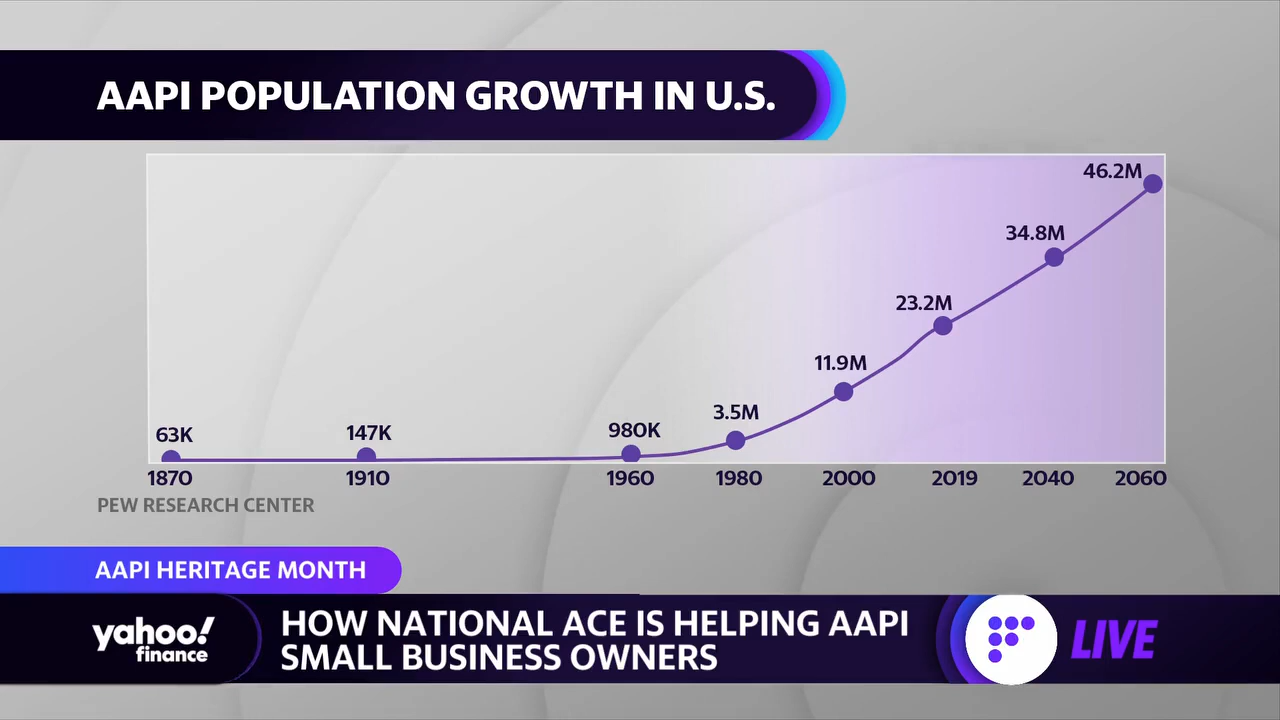 AAPI POPULATION GROWTH IN U.S.
46.2M
34.8M
23.2M
11.9M
3.5M
980K
147K
63K
1870 1910 1960 1980 2000 2019 2040 2060
PEW RESEARCH CENTER
AAPI HERITAGE MONTH
yahoo!
finance
HOW NATIONAL ACE IS HELPING AAPI
SMALL BUSINESS OWNERS
LIVE